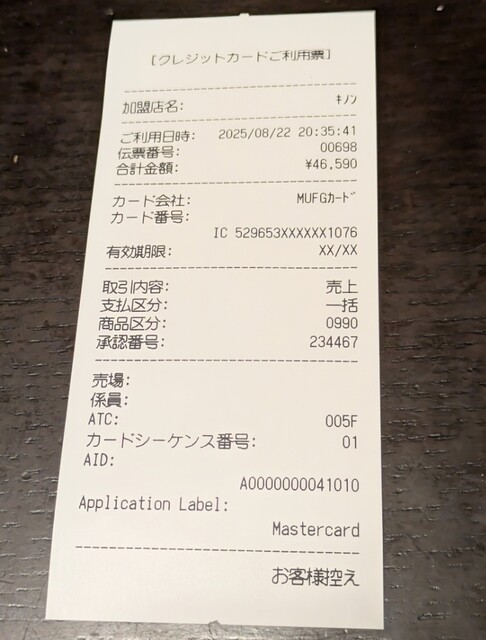 [クレジットカードご利用票]
加盟店名: ｷﾉﾝ
ご利用日時: 2025/08/22 20:35:41
伝票番号: 00698
合計金額: ¥46,590
カード会社: MUFGｶｰﾄﾞ
カード番号:
IC 529653XXXXXX1076
有効期限: XX/XX
取引内容: 売上
支払区分: 一括
商品区分: 0990
承認番号: 234467
売場:
係員:
ATC: 005F
カードシーケンス番号: 01
AID:
A0000000041010
Application Label:
Mastercard
お客様控え